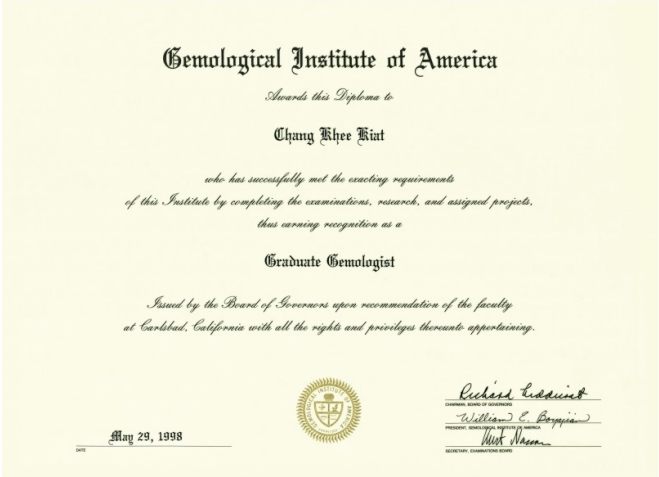 Gemological Institute of America
Awards this Diploma to
Chang Khee Kiat
who has successfully met the exacting requirements
of this Institute by completing the examinations, research, and assigned projects,
thus earning recognition as a
Graduate Gemologist
Issued by the Board of Governors upon recommendation of the faculty
at Carlsbad, California with all the rights and privileges thereunto appertaining.
GEMOLOGICAL INSTITUTE OF AMERICA
Richard
CHAIRMAN, BOARD OF GOVERNORS
William E. Boyajian
PRESIDENT, GEMOLOGICAL INSTITUTE OF AMERICA
May 29, 1998
DATE
SECRETARY, EXAMINATIONS BOARD